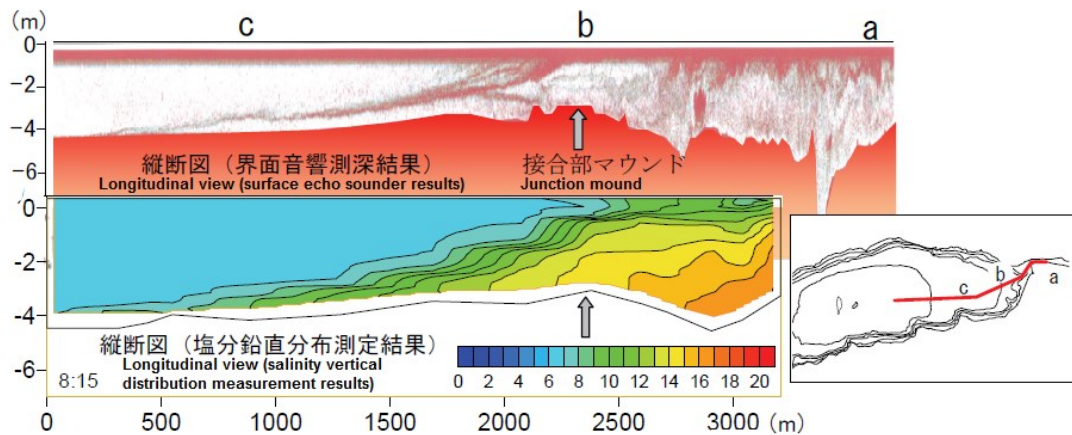 (m)
c
b
a
0
-2
-4
-6
縦断図（界面音響測深結果）
Longitudinal view (surface echo sounder results)
接合部マウンド
Junction mound
0
-2
-4
-6
縦断図（塩分鉛直分布測定結果）
Longitudinal view (salinity vertical
distribution measurement results)
8:15
0 2 4 6 8 10 12 14 16 18 20
0 500 1000 1500 2000 2500 3000 (m)
b
a
c